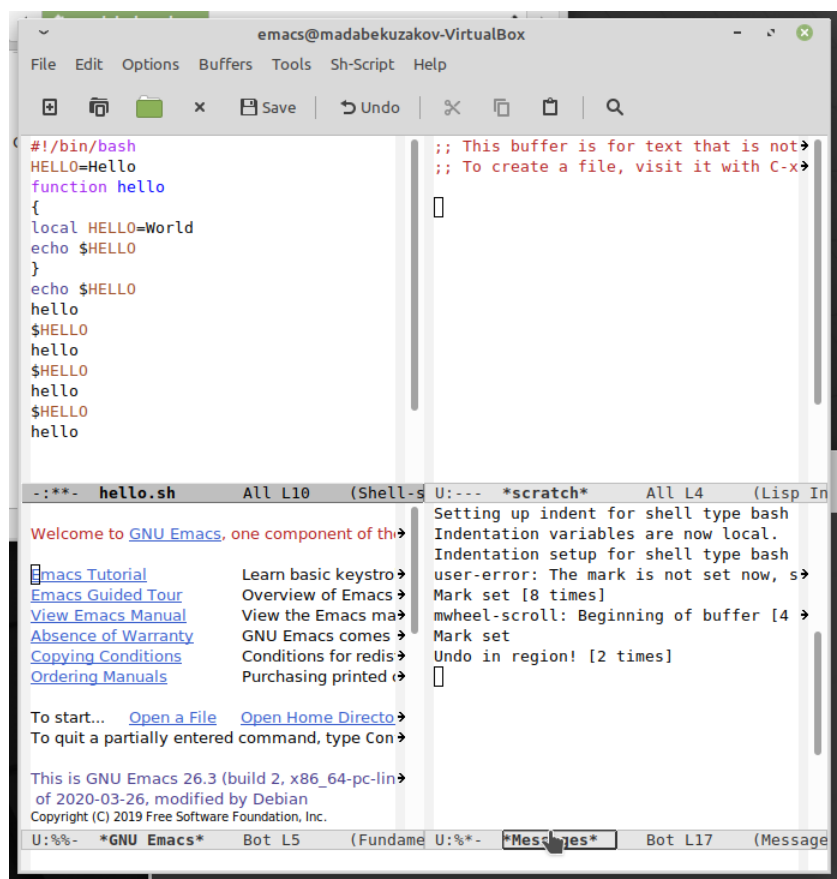 emacs@madabekuzakov-VirtualBox
File Edit Options Buffers Tools Sh-Script Help
Save Undo
#!/bin/bash
HELLO=Hello
function hello
{
local HELLO=World
echo $HELLO
}
echo $HELLO
hello
$HELLO
hello
$HELLO
hello
$HELLO
hello
-:**- hello.sh All L10 (Shell-s
;; This buffer is for text that is not
;; To create a file, visit it with C-x
U:--- *scratch* All L4 (Lisp In
Welcome to GNU Emacs, one component of the
Emacs Tutorial Learn basic keystro
Emacs Guided Tour Overview of Emacs
View Emacs Manual View the Emacs ma
Absence of Warranty GNU Emacs comes
Copying Conditions Conditions for redis
Ordering Manuals Purchasing printed
To start... Open a File Open Home Directo
To quit a partially entered command, type Con
This is GNU Emacs 26.3 (build 2, x86_64-pc-lin
of 2020-03-26, modified by Debian
Copyright (C) 2019 Free Software Foundation, Inc.
U:%%- *GNU Emacs* Bot L5 (Fundame
Setting up indent for shell type bash
Indentation variables are now local.
Indentation setup for shell type bash
user-error: The mark is not set now, s
Mark set [8 times]
mwheel-scroll: Beginning of buffer [4
Mark set
Undo in region! [2 times]
U:%*- *Messages* Bot L17 (Message